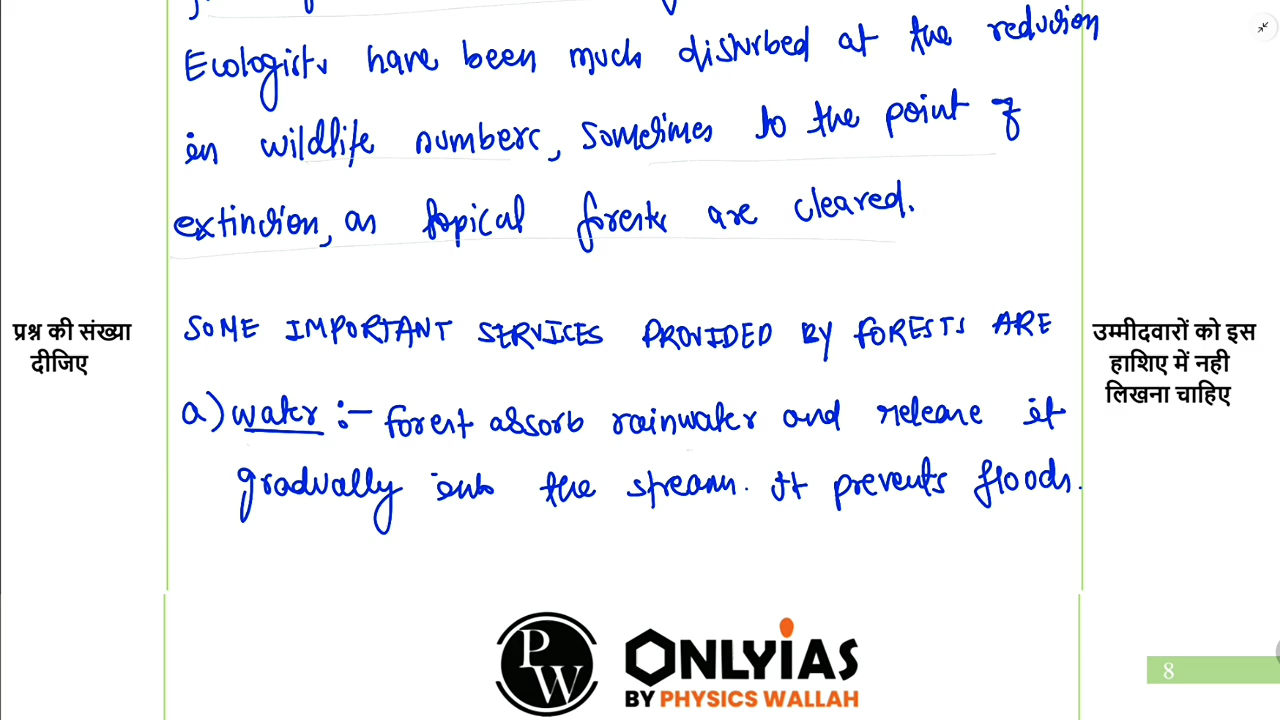 Ecologists have been much disturbed at the reduction
in wildlife numbers, sometimes to the point of
extinction, as topical forests are cleared.
प्रश्न की संख्या
दीजिए
SOME IMPORTANT SERVICES PROVIDED BY FORESTS ARE
उम्मीदवारों को इस
हाशिए में नही
लिखना चाहिए
a) water :- forest absorb rainwater and release it
gradually into the stream. It prevents floods.
PW
ONLYiAS
BY PHYSICS WALLAH
8